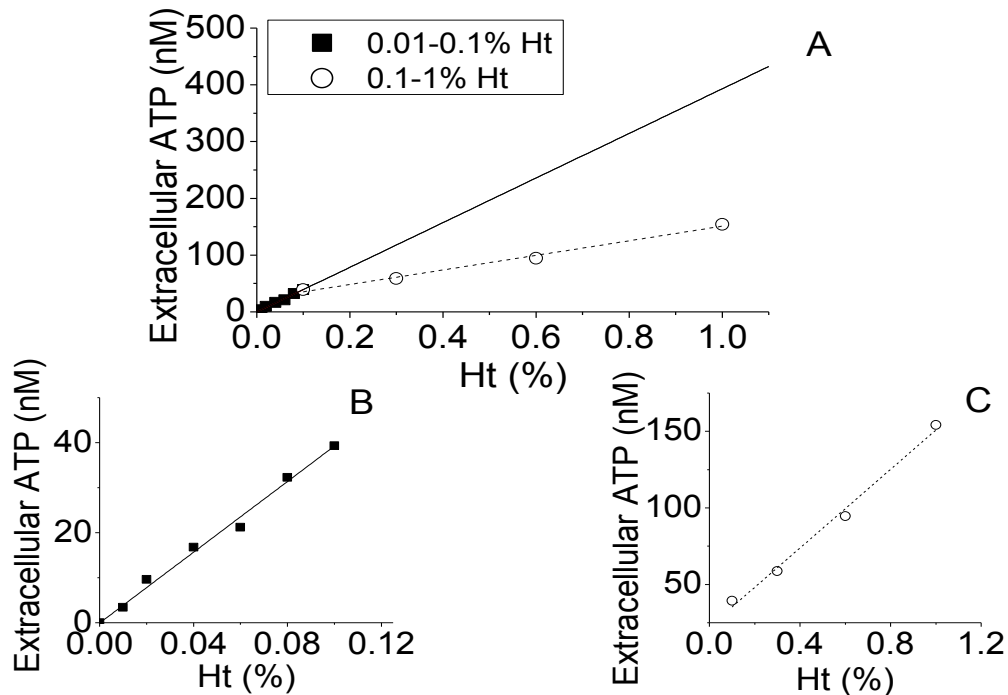 A
0.01-0.1% Ht
0.1-1% Ht
Extracellular ATP (nM)
500
400
300
200
100
0
0.0 0.2 0.4 0.6 0.8 1.0
Ht (%)
B
Extracellular ATP (nM)
40
20
0
0.00 0.04 0.08 0.12
Ht (%)
C
Extracellular ATP (nM)
150
100
50
0.0 0.4 0.8 1.2
Ht (%)